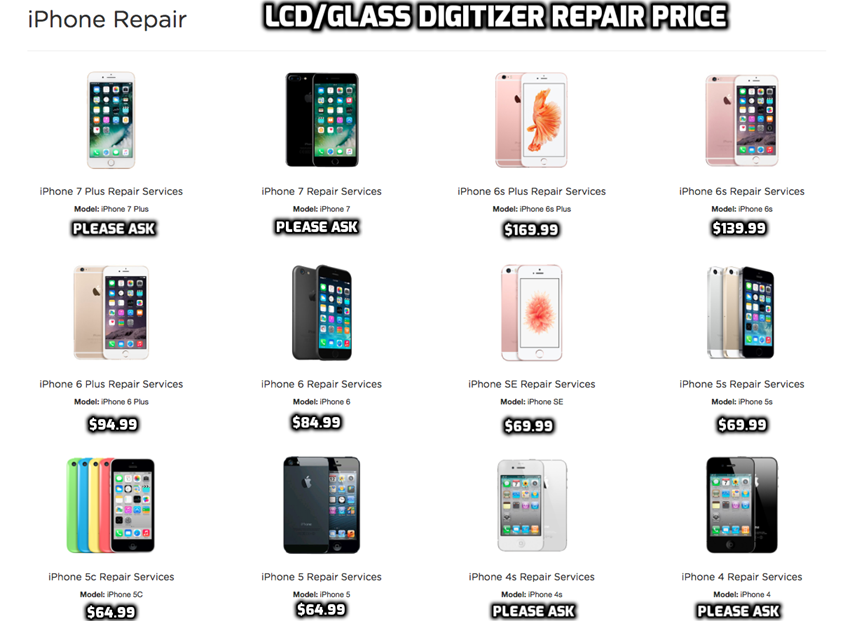 iPhone Repair
LCD/GLASS DIGITIZER REPAIR PRICE
iPhone 7 Plus Repair Services
Model: iPhone 7 Plus
PLEASE ASK
iPhone 7 Repair Services
Model: iPhone 7
PLEASE ASK
iPhone 6s Plus Repair Services
Model: iPhone 6s Plus
$169.99
iPhone 6s Repair Services
Model: iPhone 6s
$139.99
iPhone 6 Plus Repair Services
Model: iPhone 6 Plus
$94.99
iPhone 6 Repair Services
Model: iPhone 6
$84.99
iPhone SE Repair Services
Model: iPhone SE
$69.99
iPhone 5s Repair Services
Model: iPhone 5s
$69.99
iPhone 5c Repair Services
Model: iPhone 5C
$64.99
iPhone 5 Repair Services
Model: iPhone 5
$64.99
iPhone 4s Repair Services
Model: iPhone 4s
PLEASE ASK
iPhone 4 Repair Services
Model: iPhone 4
PLEASE ASK